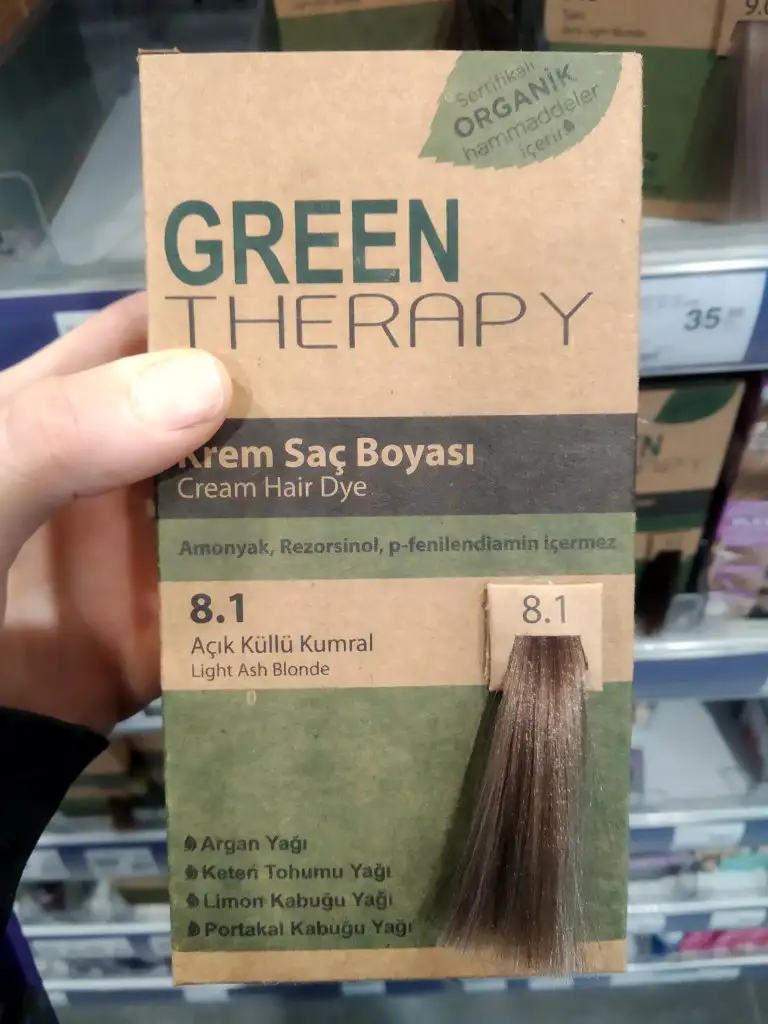 Sertifikalı
ORGANİK
hammaddeler
içerir
GREEN
THERAPY
Krem Saç Boyası
Cream Hair Dye
Amonyak, Rezorsinol, p-fenilendiamin içermez
8.1
Açık Küllü Kumral
Light Ash Blonde
8.1
Argan Yağı
Keten Tohumu Yağı
Limon Kabuğu Yağı
Portakal Kabuğu Yağı
35